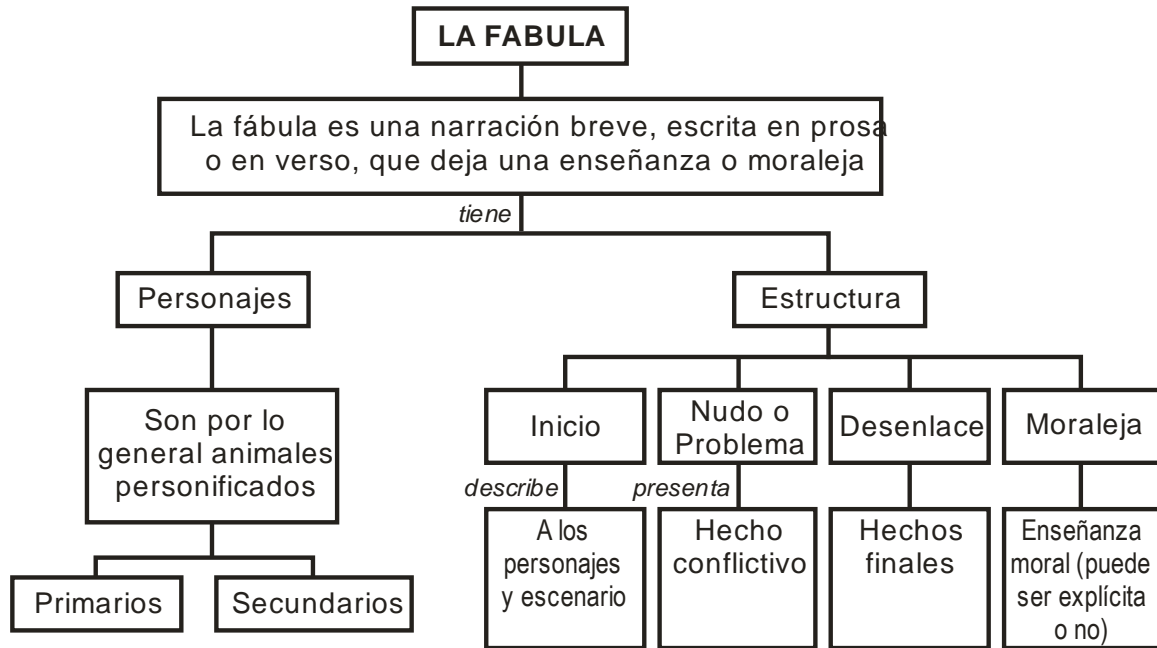 LA FABULA
La fábula es una narración breve, escrita en prosa
o en verso, que deja una enseñanza o moraleja
tiene
Personajes
Estructura
Son por lo
general animales
personificados
Primarios
Secundarios
Inicio
Nudo o
Problema
Desenlace
Moraleja
describe
presenta
A los
personajes
y escenario
Hecho
conflictivo
Hechos
finales
Enseñanza
moral (puede
ser explícita
o no)